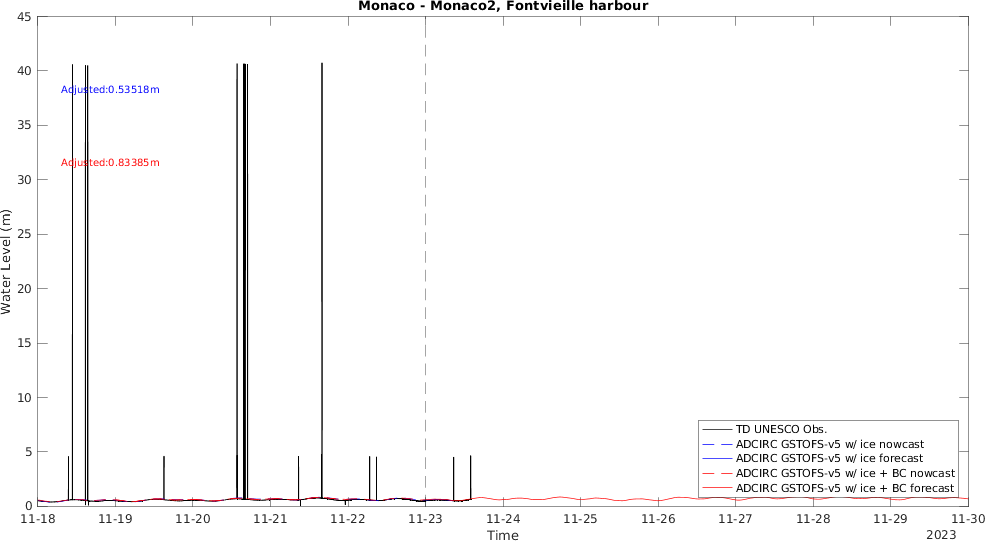 Monaco - Monaco2, Fontvieille harbour
45
40
35
30
25
20
15
10
5
0
Water Level (m)
Adjusted:0.53518m
Adjusted:0.83385m
TD UNESCO Obs.
ADCIRC GSTOFS-v5 w/ ice nowcast
ADCIRC GSTOFS-v5 w/ ice forecast
ADCIRC GSTOFS-v5 w/ ice + BC nowcast
ADCIRC GSTOFS-v5 w/ ice + BC forecast
11-18 11-19 11-20 11-21 11-22 11-23 11-24 11-25 11-26 11-27 11-28 11-29 11-30
Time
2023